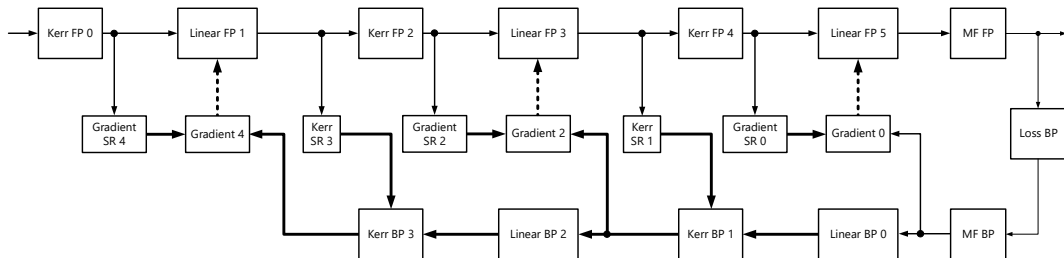 Kerr FP 0
Linear FP 1
Kerr FP 2
Linear FP 3
Kerr FP 4
Linear FP 5
MF FP
Gradient
SR 4
Gradient 4
Kerr
SR 3
Gradient
SR 2
Gradient 2
Kerr
SR 1
Gradient
SR 0
Gradient 0
Loss BP
Kerr BP 3
Linear BP 2
Kerr BP 1
Linear BP 0
MF BP